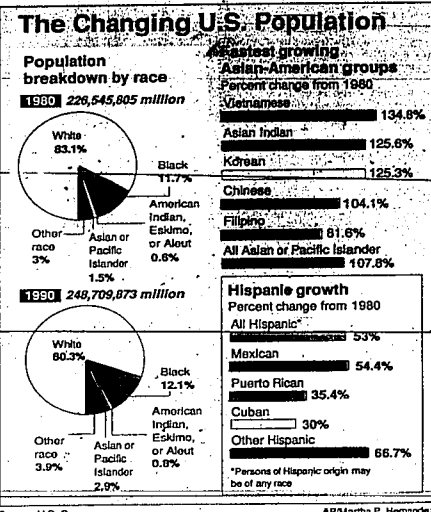 The Changing U.S. Population
Population
breakdown by race
1980 226,545,805 million
White
83.1%
Black
11.7%
American
Indian,
Eskimo,
or Aleut
0.6%
Asian or
Pacific
Islander
1.5%
Other
race
3%
1990 248,709,873 million
White
80.3%
Black
12.1%
American
Indian,
Eskimo,
or Aleut
0.8%
Asian or
Pacific
Islander
2.9%
Other
race
3.9%
Fastest growing
Asian-American groups
Percent change from 1980
Vietnamese
134.8%
Asian Indian
125.6%
Korean
125.3%
Chinese
104.1%
Filipino
81.6%
All Asian or Pacific Islander
107.8%
Hispanic growth
Percent change from 1980
All Hispanic*
53%
Mexican
54.4%
Puerto Rican
35.4%
Cuban
30%
Other Hispanic
66.7%
*Persons of Hispanic origin may
be of any race
AP/Martha P.